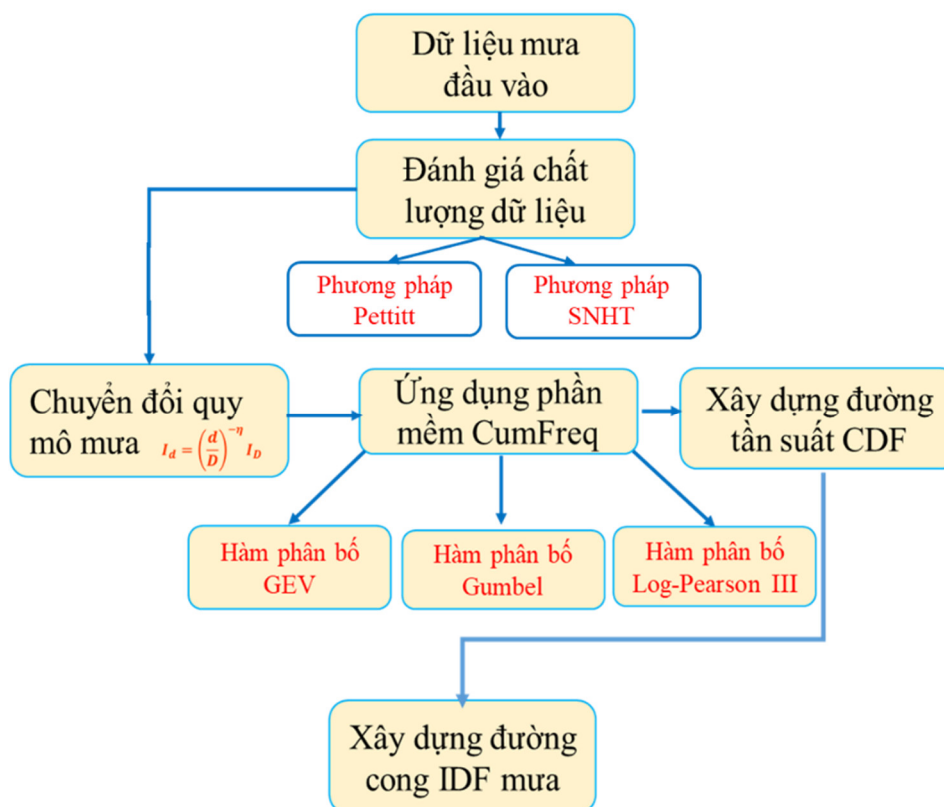 Dữ liệu mưa
đầu vào
Đánh giá chất
lượng dữ liệu
Phương pháp
Pettitt
Phương pháp
SNHT
Chuyển đổi quy
mô mưa I_d = (d/D)^{-η} I_D
Ứng dụng phần
mềm CumFreq
Xây dựng đường
tần suất CDF
Hàm phân bố
GEV
Hàm phân bố
Gumbel
Hàm phân bố
Log-Pearson III
Xây dựng đường
cong IDF mưa